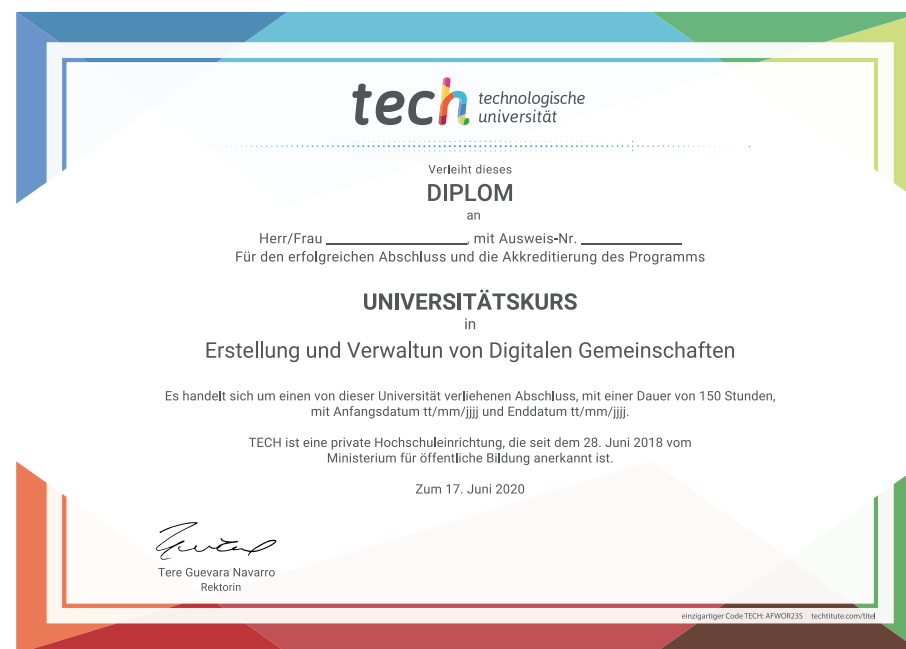 tech technologische
universität
Verleiht dieses
DIPLOM
an
Herr/Frau ____________________, mit Ausweis-Nr. ______________
Für den erfolgreichen Abschluss und die Akkreditierung des Programms
UNIVERSITÄTSKURS
in
Erstellung und Verwaltun von Digitalen Gemeinschaften
Es handelt sich um einen von dieser Universität verliehenen Abschluss, mit einer Dauer von 150 Stunden,
mit Anfangsdatum tt/mm/jjjj und Enddatum tt/mm/jjjj.
TECH ist eine private Hochschuleinrichtung, die seit dem 28. Juni 2018 vom
Ministerium für öffentliche Bildung anerkannt ist.
Zum 17. Juni 2020
Tere Guevara Navarro
Rektorin
einzigartiger Code TECH: AFWOR23S techtitute.com/titel